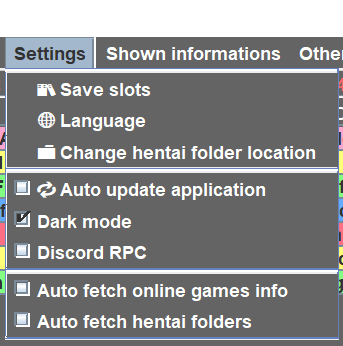 Settings Shown informations Othe
Save slots
Language
Change hentai folder location
Auto update application
Dark mode
Discord RPC
Auto fetch online games info
Auto fetch hentai folders